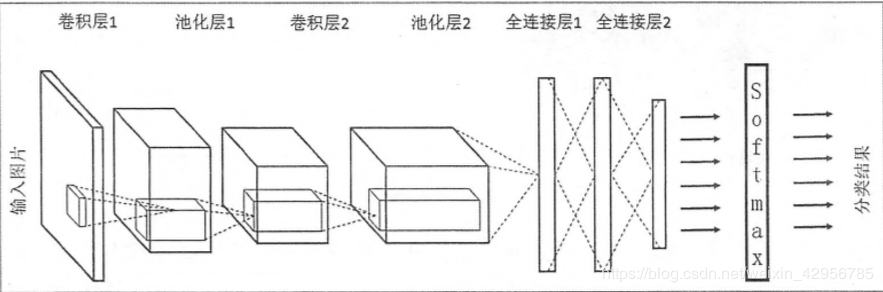 卷积层1 池化层1 卷积层2 池化层2 全连接层1 全连接层2
输入图片
Softmax
分类结果
https://blog.csdn.net/weixin_42956785